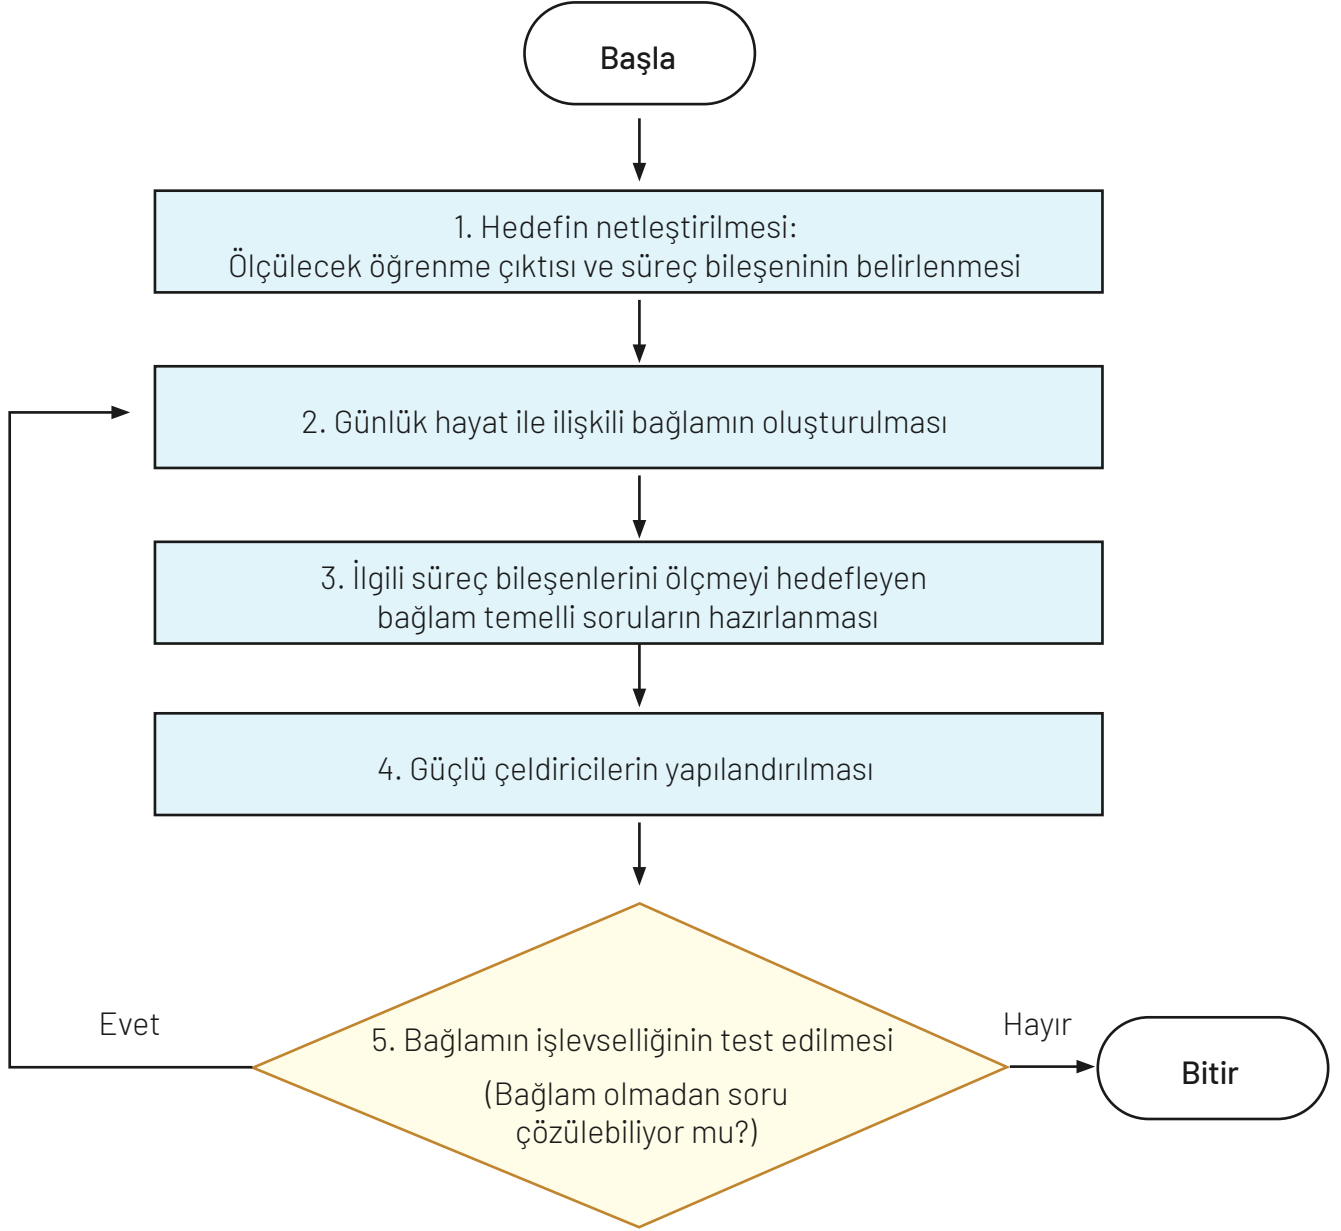 Başla
1. Hedefin netleştirilmesi:
Ölçülecek öğrenme çıktısı ve süreç bileşeninin belirlenmesi
2. Günlük hayat ile ilişkili bağlamın oluşturulması
3. İlgili süreç bileşenlerini ölçmeyi hedefleyen
bağlam temelli soruların hazırlanması
4. Güçlü çeldiricilerin yapılandırılması
Evet
5. Bağlamın işlevselliğinin test edilmesi
(Bağlam olmadan soru
çözülebiliyor mu?)
Hayır
Bitir